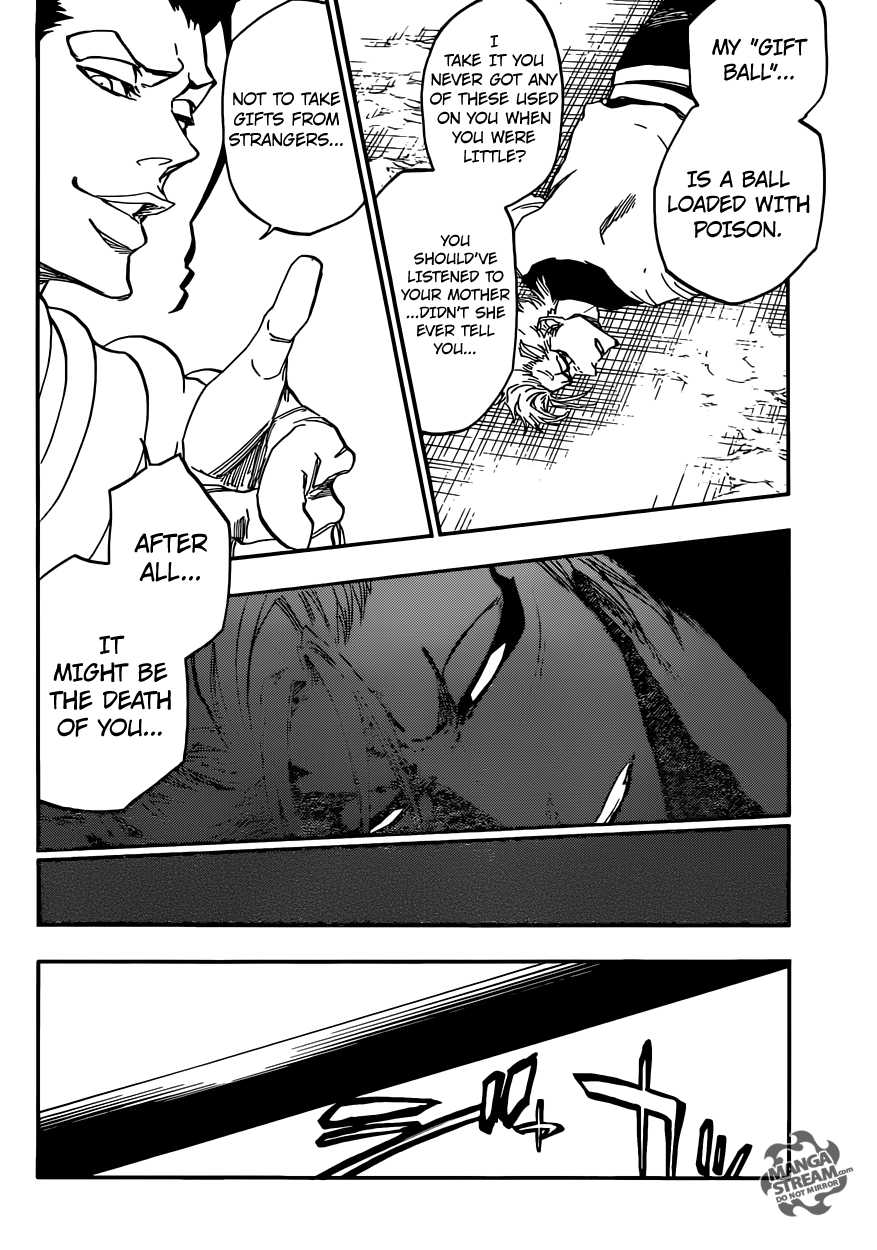 MY "GIFT
BALL"...
IS A BALL
LOADED WITH
POISON.
I
TAKE IT YOU
NEVER GOT ANY
OF THESE USED
ON YOU WHEN
YOU WERE
LITTLE?
YOU
SHOULD'VE
LISTENED TO
YOUR MOTHER
...DIDN'T SHE
EVER TELL
YOU...
NOT TO TAKE
GIFTS FROM
STRANGERS...
AFTER
ALL...
IT
MIGHT BE
THE DEATH
OF YOU...
MANGA
STREAM.com
DO NOT MIRROR